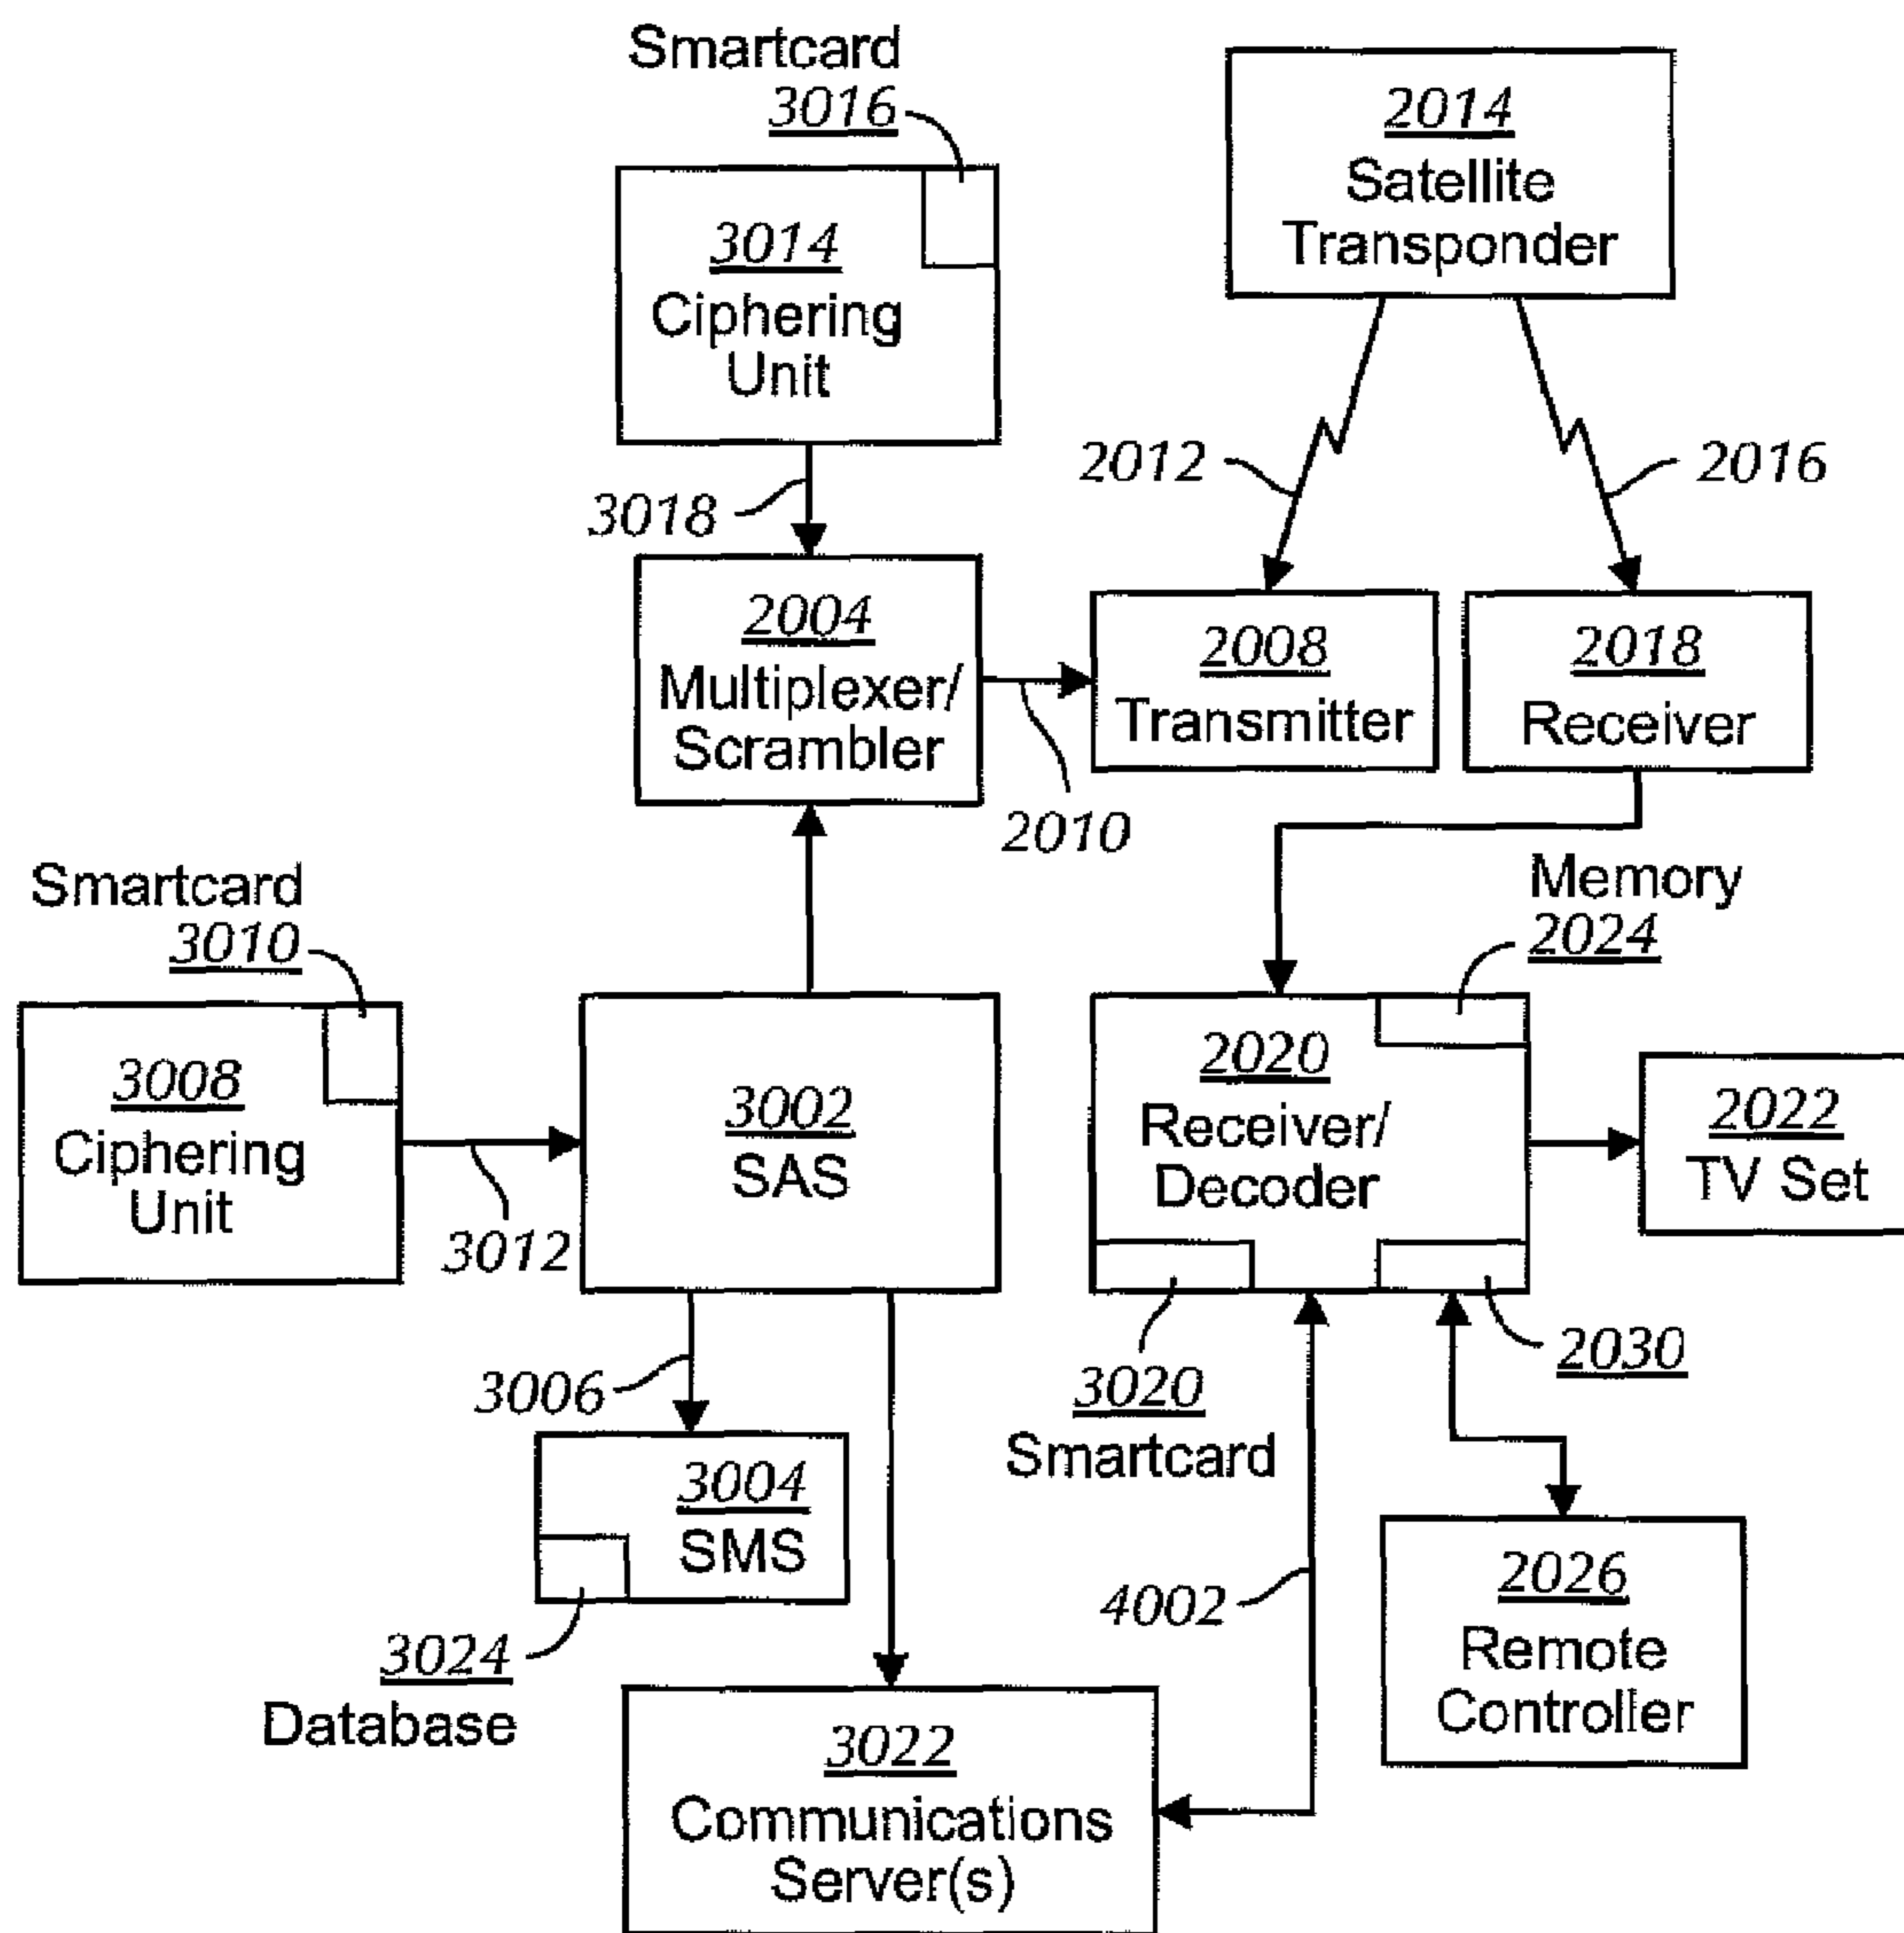 Smartcard
3016
2014
Satellite
Transponder
3014
Ciphering
Unit
2012
2016
3018
2004
Multiplexer/
Scrambler
2008
Transmitter
2018
Receiver
2010
Smartcard
3010
Memory
2024
3008
Ciphering
Unit
3012
3002
SAS
2020
Receiver/
Decoder
2022
TV Set
3006
3020
Smartcard
2030
3004
SMS
3024
Database
4002
2026
Remote
Controller
3022
Communications
Server(s)